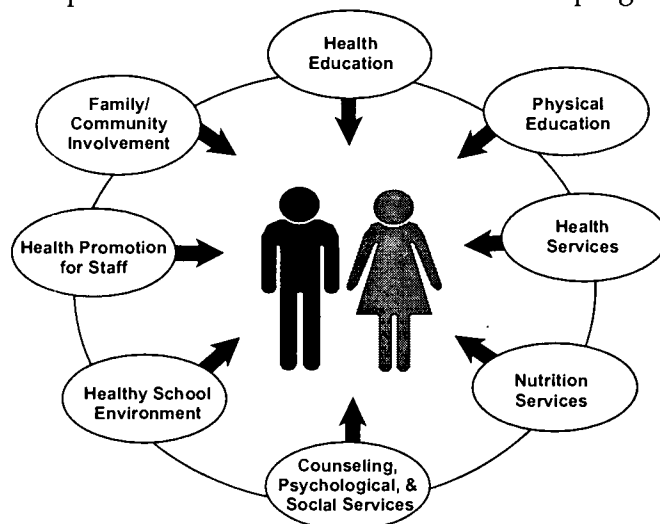 Health
Education
Family/
Community
Involvement
Physical
Education
Health Promotion
for Staff
Health
Services
Healthy School
Environment
Nutrition
Services
Counseling,
Psychological, &
Social Services